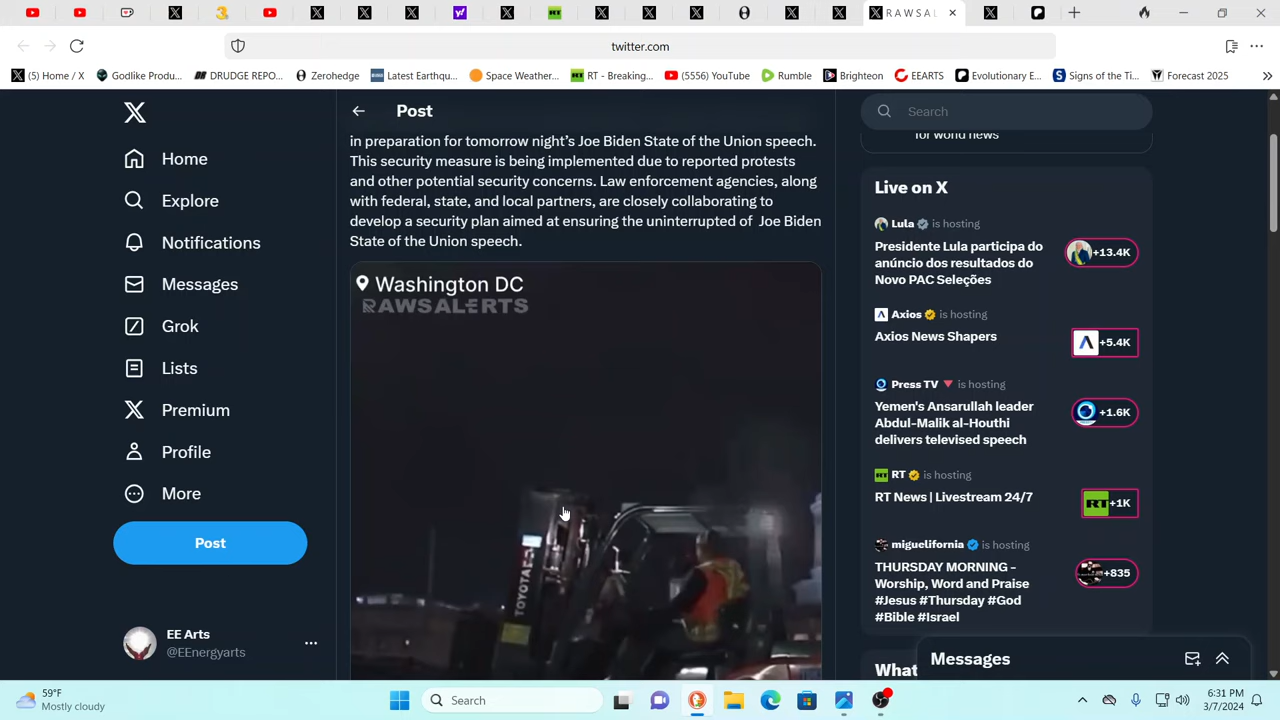 R A W S A L
twitter.com
(5) Home / X
Godlike Produ...
DRUDGE REPO...
Zerohedge
Latest Earthqu...
Space Weather...
RT - Breaking...
(5556) YouTube
Rumble
Brighteon
CEEARTS
Evolutionary E...
Signs of the Ti...
Forecast 2025
Home
Explore
Notifications
Messages
Grok
Lists
Premium
Profile
More
Post
EE Arts
@EEnergyarts
Post
in preparation for tomorrow night’s Joe Biden State of the Union speech.
This security measure is being implemented due to reported protests
and other potential security concerns. Law enforcement agencies, along
with federal, state, and local partners, are closely collaborating to
develop a security plan aimed at ensuring the uninterrupted of Joe Biden
State of the Union speech.
Washington DC
RAWSALERTS
TOYOTA
Search
for world news
Live on X
Lula is hosting
Presidente Lula participa do
anúncio dos resultados do
Novo PAC Seleções
+13.4K
Axios is hosting
Axios News Shapers
+5.4K
Press TV is hosting
Yemen's Ansarullah leader
Abdul-Malik al-Houthi
delivers televised speech
+1.6K
RT is hosting
RT News | Livestream 24/7
RT +1K
miguelifornia is hosting
THURSDAY MORNING -
Worship, Word and Praise
#Jesus #Thursday #God
#Bible #Israel
+835
What
Messages
59°F
Mostly cloudy
Search
6:31 PM
3/7/2024